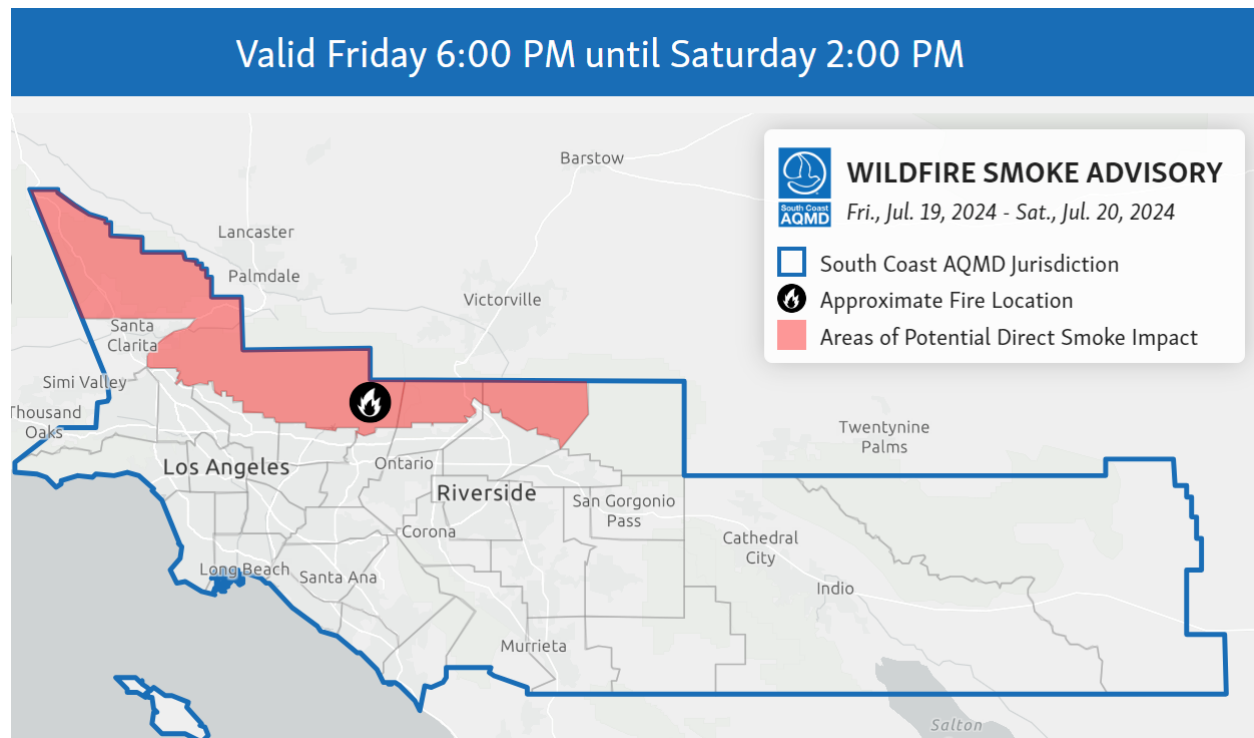 Valid Friday 6:00 PM until Saturday 2:00 PM
WILDFIRE SMOKE ADVISORY
South Coast
AQMD
Fri., Jul. 19, 2024 - Sat., Jul. 20, 2024
South Coast AQMD Jurisdiction
Approximate Fire Location
Areas of Potential Direct Smoke Impact
Barstow
Lancaster
Palmdale
Victorville
Santa
Clarita
Simi Valley
Thousand
Oaks
Twentynine
Palms
Los Angeles
Ontario
Riverside
San Gorgonio
Pass
Corona
Cathedral
City
Long Beach
Santa Ana
Indio
Murrieta
Salton